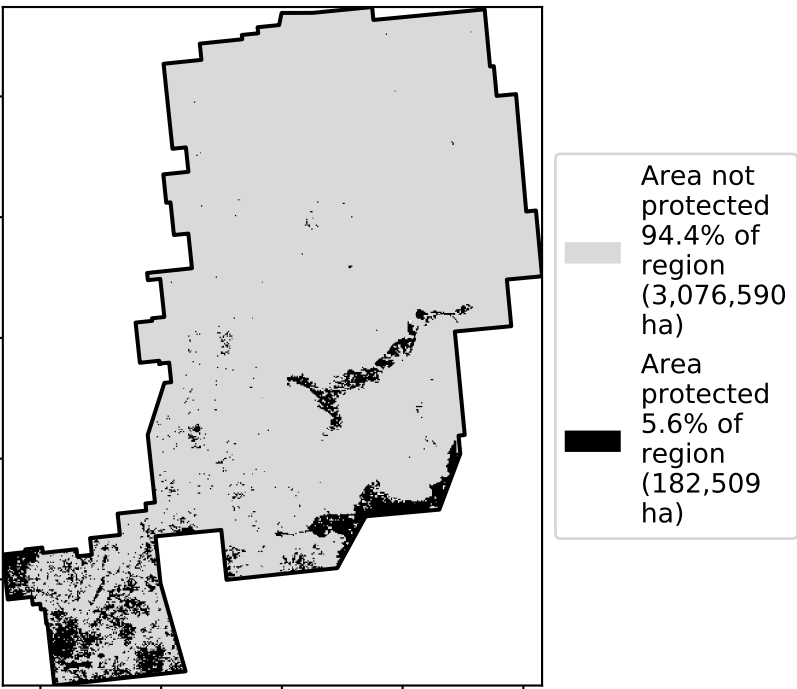 Area not
protected
94.4% of
region
(3,076,590
ha)
Area
protected
5.6% of
region
(182,509
ha)